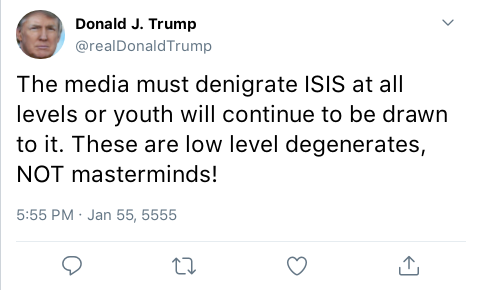 Donald J. Trump
@realDonaldTrump
The media must denigrate ISIS at all
levels or youth will continue to be drawn
to it. These are low level degenerates,
NOT masterminds!
5:55 PM · Jan 55, 5555